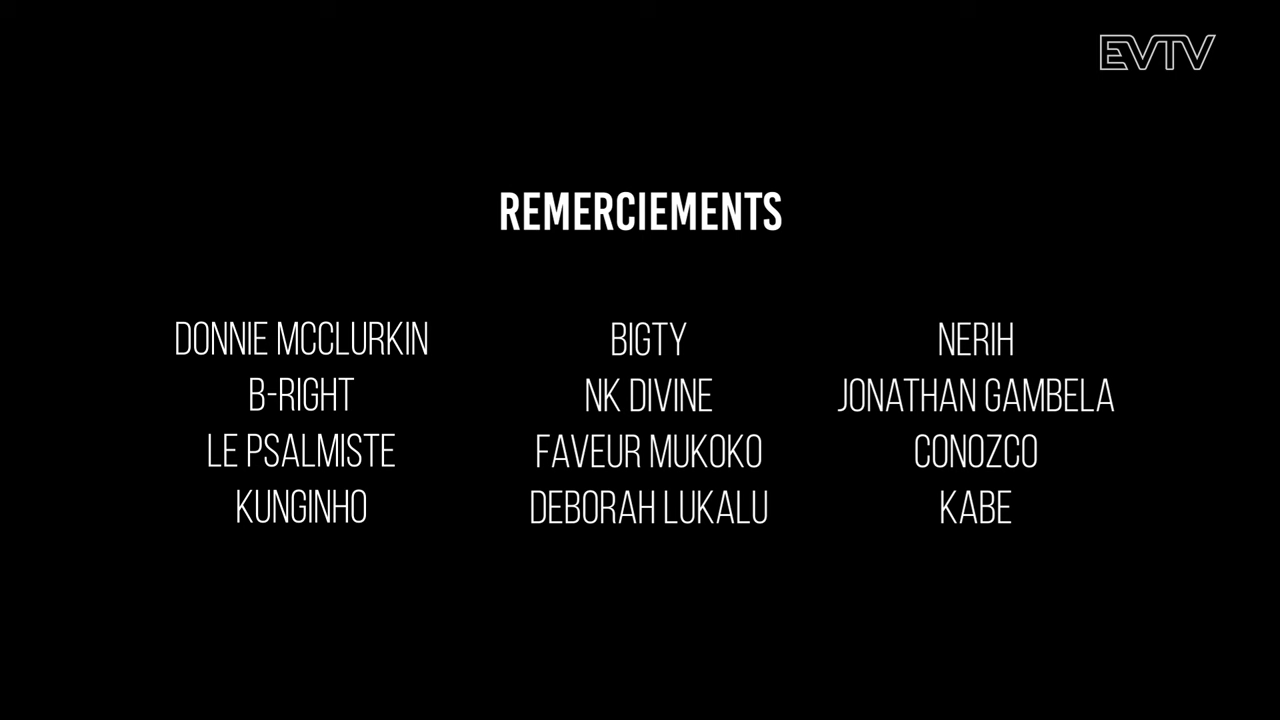 EVTV
REMERCIEMENTS
DONNIE MCCLURKIN
B-RIGHT
LE PSALMISTE
KUNGINHO
BIGTY
NK DIVINE
FAVEUR MUKOKO
DEBORAH LUKALU
NERIH
JONATHAN GAMBELA
CONOZCO
KABE